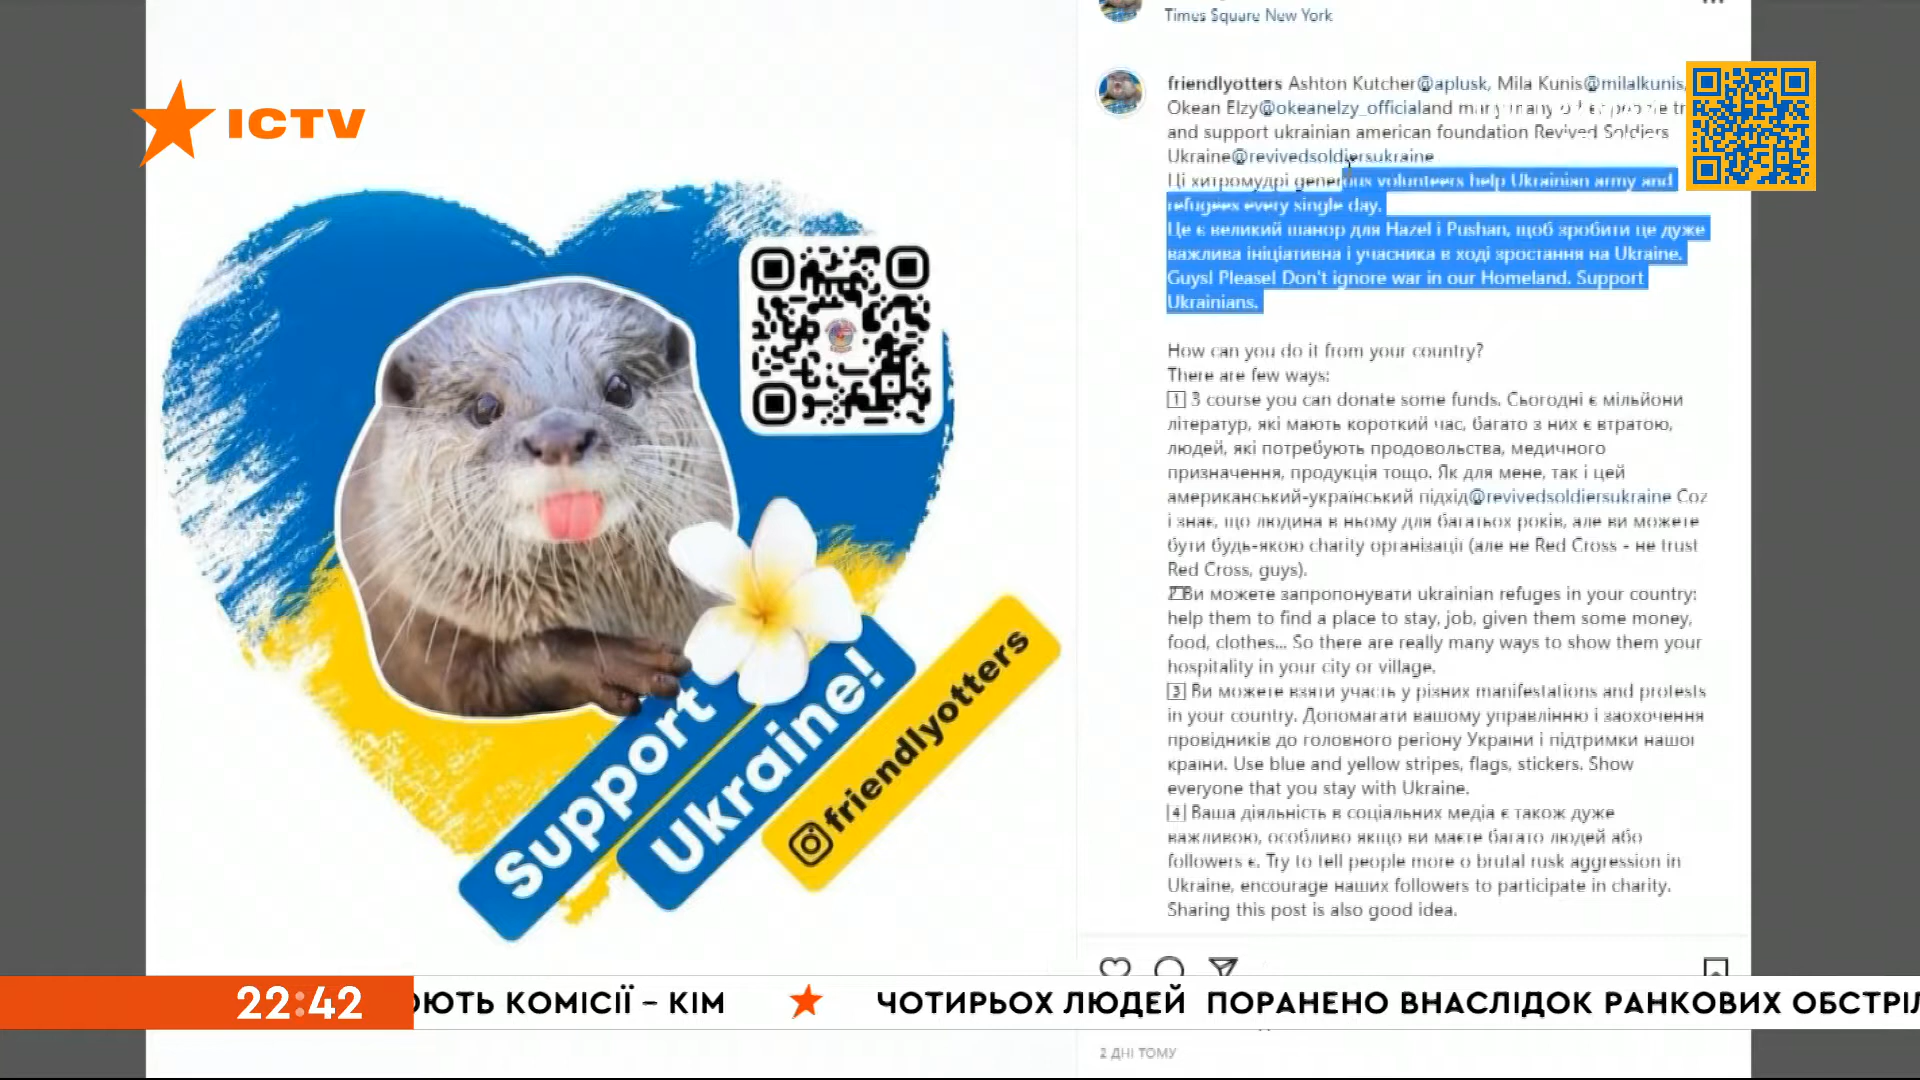 Times Square New York
ICTV
friendlyotters Ashton Kutcher@aplusk, Mila Kunis@milalkunis,
Okean Elzy@okeanelzy_officialand many many other people tr
and support ukrainian american foundation Revived Soldiers
Ukraine@revivedsoldiersukraine
Ці хитромудрі generous volunteers help Ukrainian army and
refugees every single day.
Це є великий шанор для Hazel і Pushan, щоб зробити це дуже
важлива ініціативна і учасника в ході зростання на Ukraine.
Guys! Please! Don't ignore war in our Homeland. Support
Ukrainians.
How can you do it from your country?
There are few ways:
1 З course you can donate some funds. Сьогодні є мільйони
літератур, які мають короткий час, багато з них є втратою,
людей, які потребують продовольства, медичного
призначення, продукція тощо. Як для мене, так і цей
американський-український підхід@revivedsoldiersukraine Coz
і знає, що людина в ньому для багатьох років, але ви можете
бути будь-якою charity організації (але не Red Cross - не trust
Red Cross, guys).
2 Ви можете запропонувати ukrainian refuges in your country:
help them to find a place to stay, job, given them some money,
food, clothes... So there are really many ways to show them your
hospitality in your city or village.
3 Ви можете взяти участь у різних manifestations and protests
in your country. Допомагати вашому управлінню і заохочення
провідників до головного регіону України і підтримки нашої
країни. Use blue and yellow stripes, flags, stickers. Show
everyone that you stay with Ukraine.
4 Ваша діяльність в соціальних медіа є також дуже
важливою, особливо якщо ви маєте багато людей або
followers є. Try to tell people more о brutal rusk aggression in
Ukraine, encourage наших followers to participate in charity.
Sharing this post is also good idea.
Support
Ukraine!
friendlyotters
22:42 ЮТЬ КОМІСІЇ – КІМ ЧОТИРЬОХ ЛЮДЕЙ ПОРАНЕНО ВНАСЛІДОК РАНКОВИХ ОБСТРІЛ
2 ДНІ ТОМУ